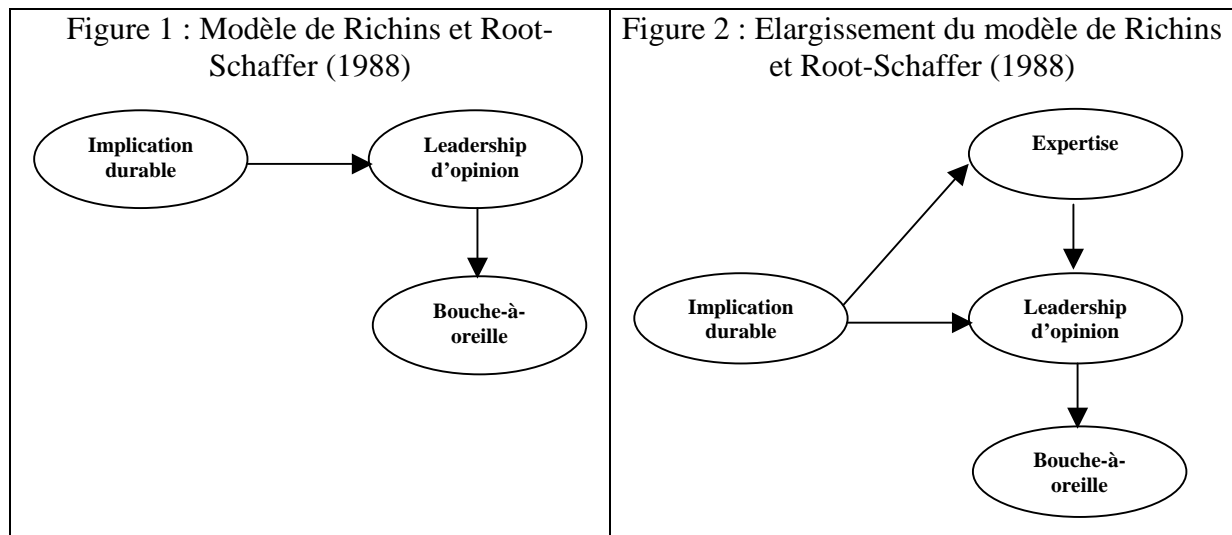 Figure 1 : Modèle de Richins et Root-
Schaffer (1988)
Implication
durable
Leadership
d’opinion
Bouche-à-
oreille
Figure 2 : Elargissement du modèle de Richins
et Root-Schaffer (1988)
Expertise
Implication
durable
Leadership
d’opinion
Bouche-à-
oreille